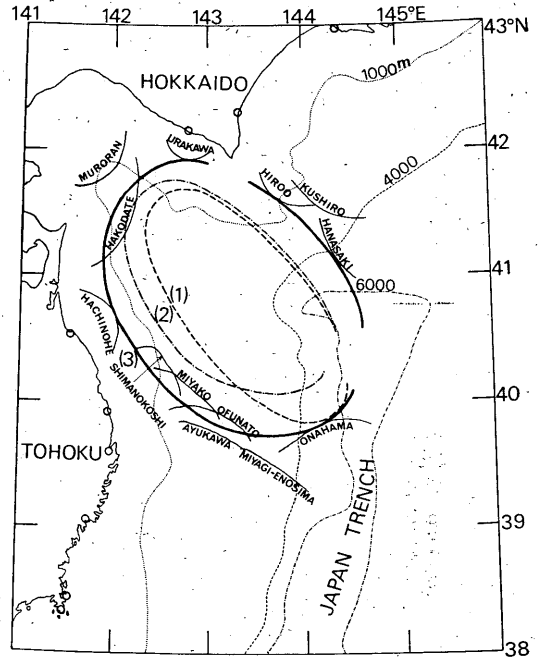 141 142 143 144 145°E
43°N
HOKKAIDO
1000m
42
URAKAWA
MURORAN
4000
HIROO
KUSHIRO
HAKODATE
HANASAKI
41
(1)
6000
(2)
HACHINOHE
(3)
SHIMANOKOSHI
MIYAKO
40
OFUNATO
ONAHAMA
AYUKAWA
MIYAGI-ENOSIMA
TOHOKU
JAPAN TRENCH
39
38